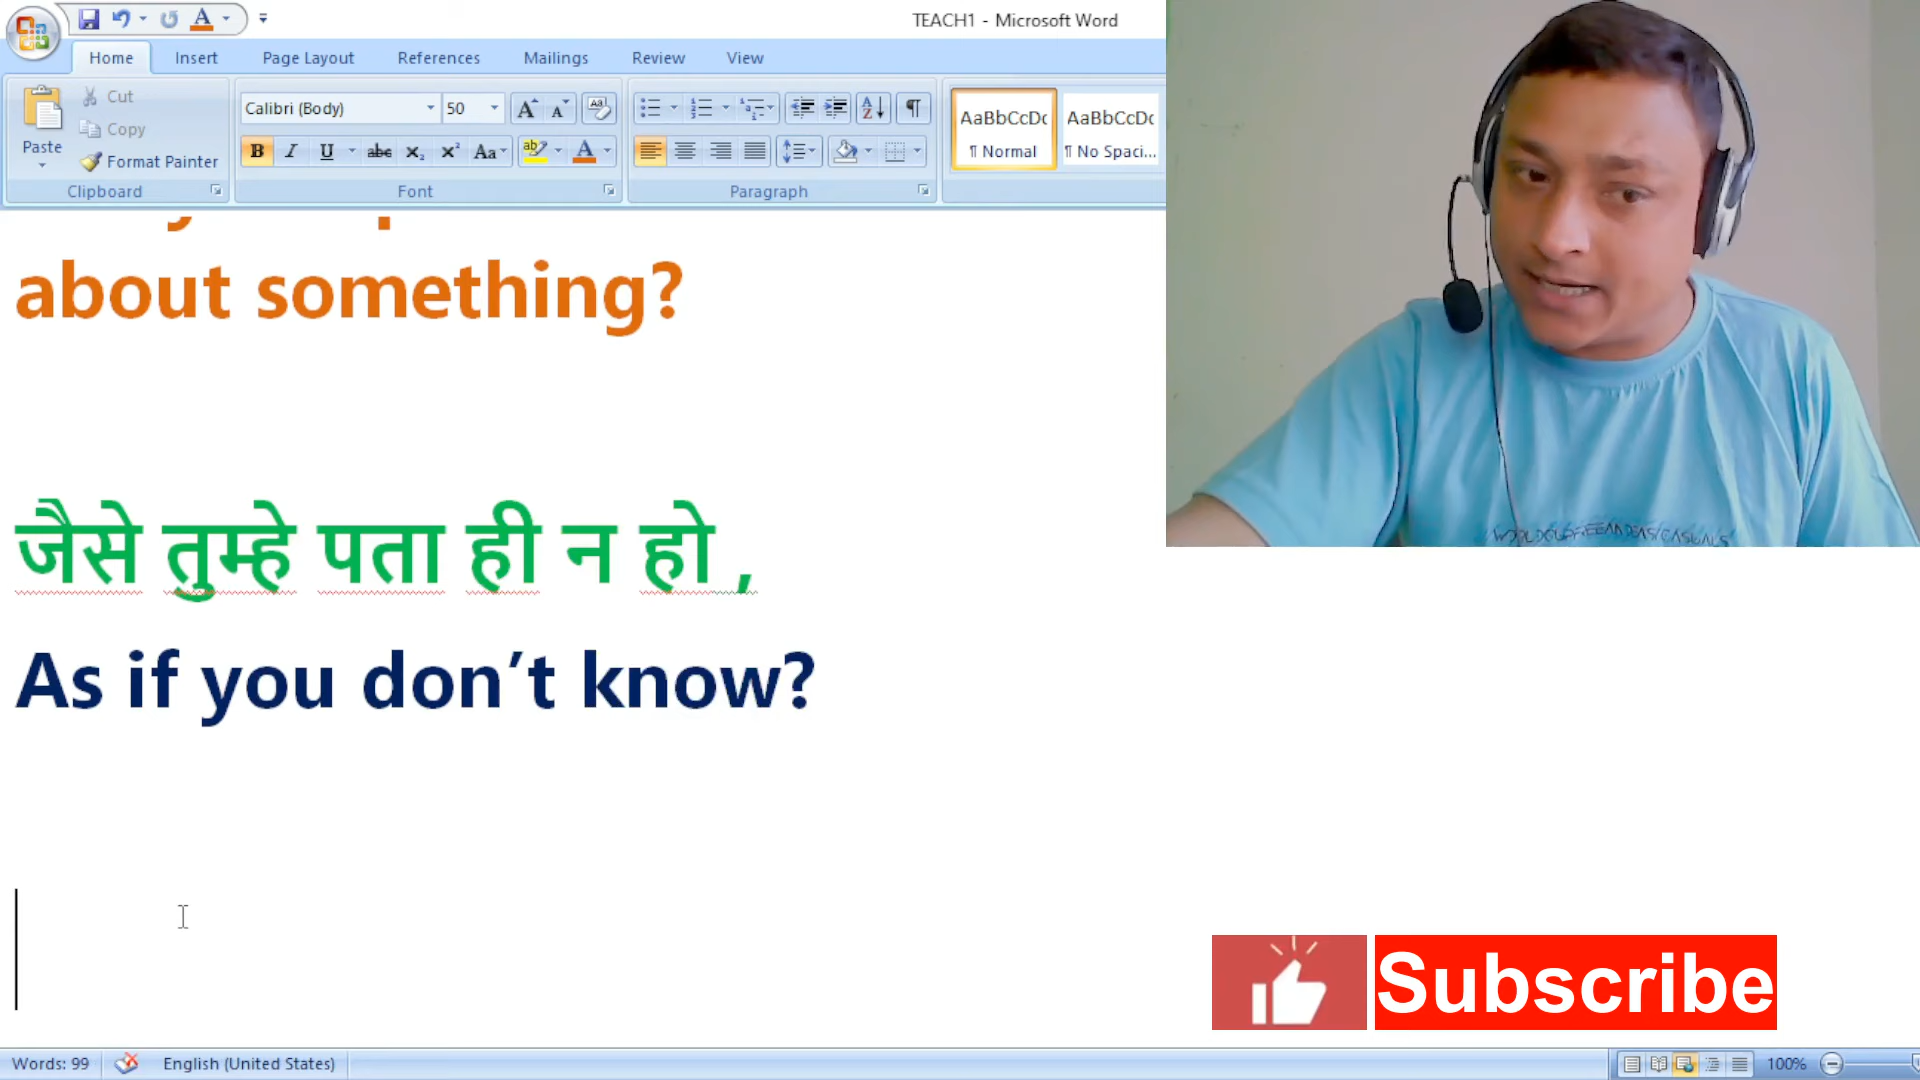 TEACH1 - Microsoft Word
Home Insert Page Layout References Mailings Review View
Paste
Cut
Copy
Format Painter
Clipboard
Calibri (Body) 50
Font
Paragraph
AaBbCcDc AaBbCcDc
¶ Normal ¶ No Spaci...
about something?
जैसे तुम्हे पता ही न हो ,
As if you don’t know?
Subscribe
Words: 99 English (United States) 100%